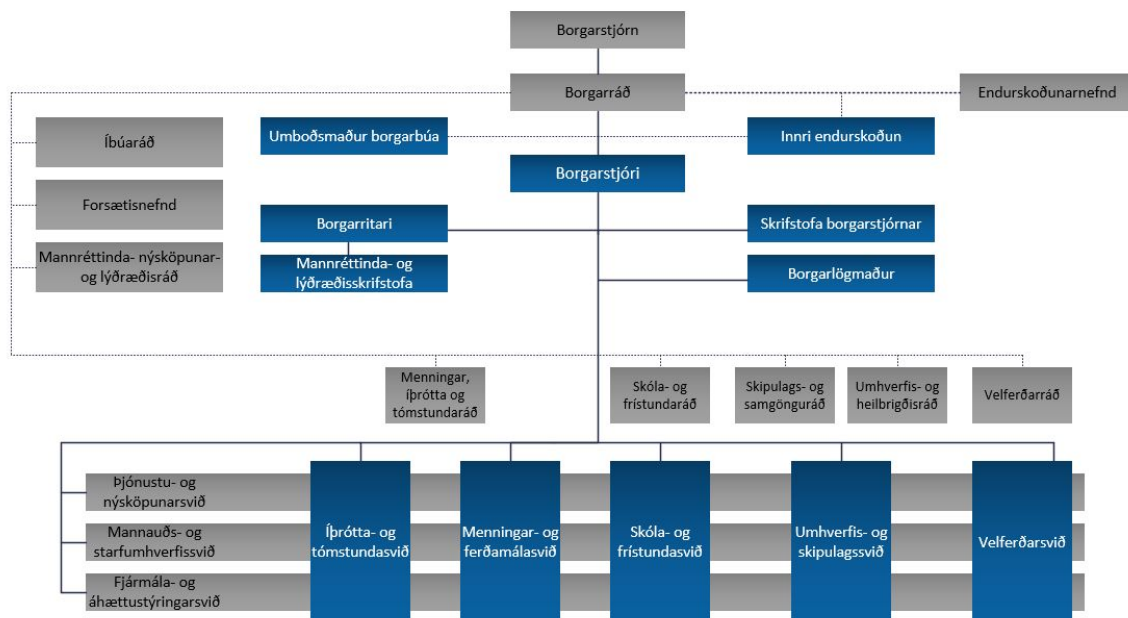 Borgarstjórn
Borgarráð
Endurskoðunarnefnd
Íbúaráð
Umboðsmaður borgarbúa
Innri endurskoðun
Borgarstjóri
Forsætisnefnd
Borgarritari
Skrifstofa borgarstjórnar
Mannréttinda- nýsköpunar-
og lýðræðisráð
Mannréttinda- og
lýðræðisskrifstofa
Borgarlögmaður
Menningar,
íþrótta og
tómstundaráð
Skóla- og
frístundaráð
Skipulags- og
samgönguráð
Umhverfis- og
heilbrigðisráð
Velferðarráð
Þjónustu- og
nýsköpunarsvið
Mannauðs- og
starfumhverfissvið
Fjármála- og
áhættustýringarsvið
Íþrótta- og
tómstundasvið
Menningar- og
ferðamálasvið
Skóla- og
frístundasvið
Umhverfis- og
skipulagssvið
Velferðarsvið